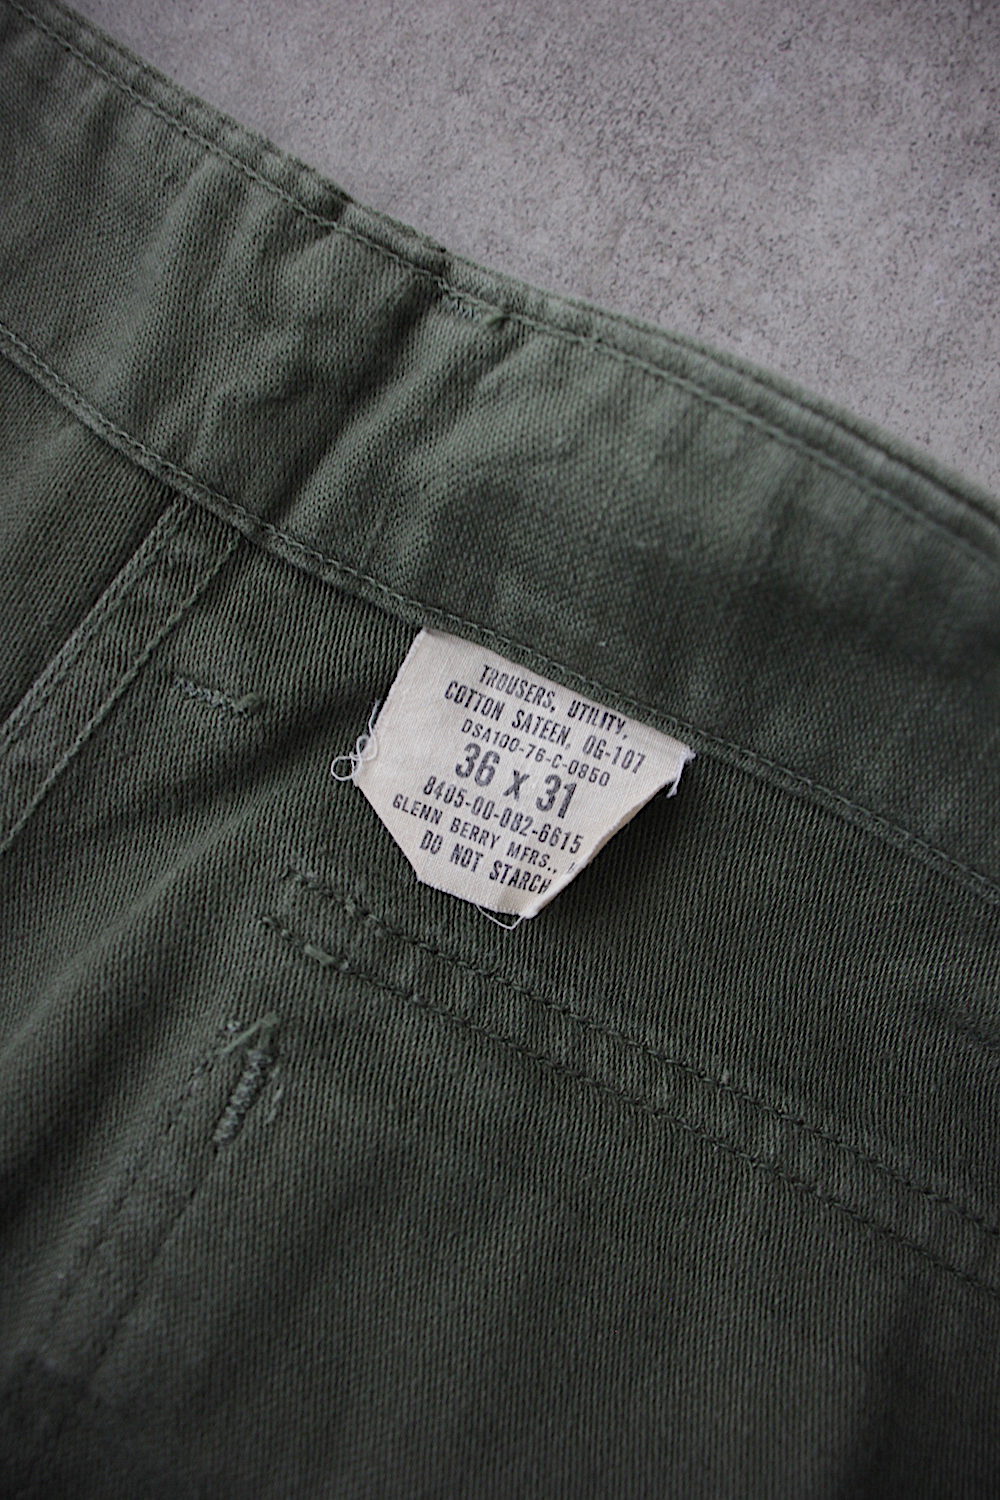 TROUSERS, UTILITY,
COTTON SATEEN, OG-107
DSA100-76-C-0850
36 x 31
8405-00-082-6615
GLENN BERRY MFRS.,
DO NOT STARCH